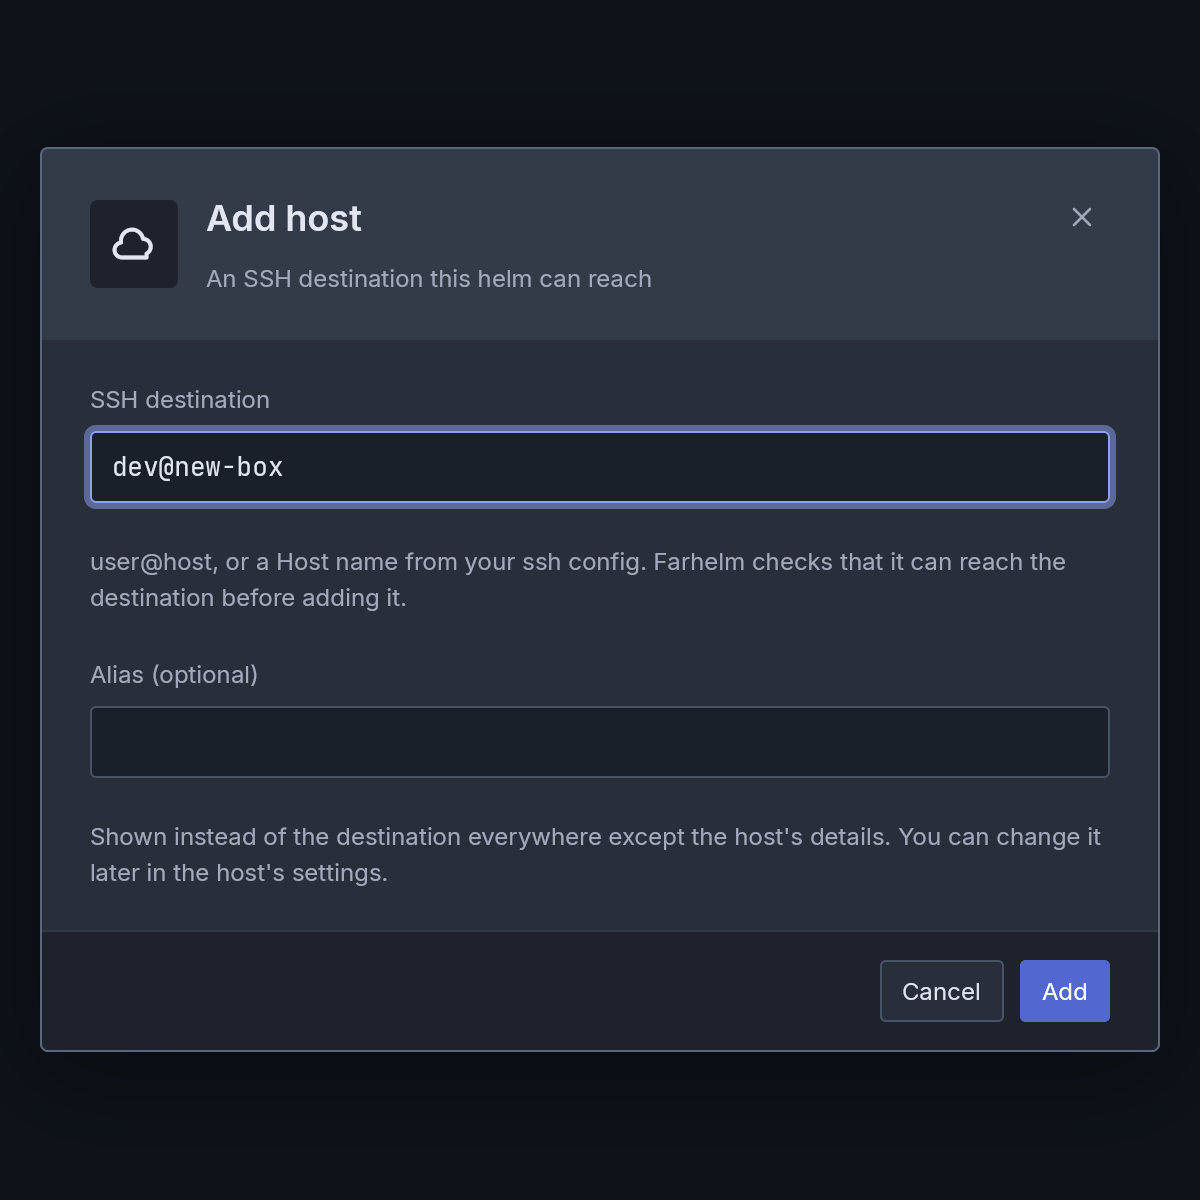 Add host
An SSH destination this helm can reach
SSH destination
dev@new-box
user@host, or a Host name from your ssh config. Farhelm checks that it can reach the
destination before adding it.
Alias (optional)
Shown instead of the destination everywhere except the host's details. You can change it
later in the host's settings.
Cancel
Add